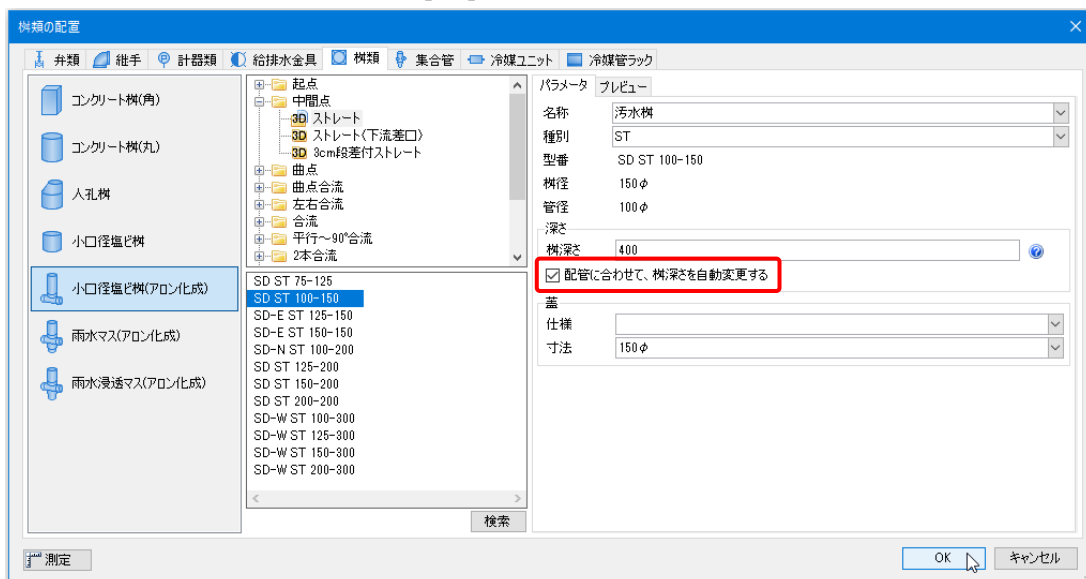 桝類の配置
弁類 継手 計器類 給排水金具 桝類 集合管 冷媒ユニット 冷媒管ラック
コンクリート桝(角)
コンクリート桝(丸)
人孔桝
小口径塩ビ桝
小口径塩ビ桝(アロン化成)
雨水マス(アロン化成)
雨水浸透マス(アロン化成)
起点
中間点
3D ストレート
3D ストレート(下流差口)
3D 3cm段差付ストレート
曲点
曲点合流
左右合流
合流
平行～90°合流
2本合流
SD ST 75-125
SD ST 100-150
SD-E ST 125-150
SD-E ST 150-150
SD-N ST 100-200
SD ST 125-200
SD ST 150-200
SD ST 200-200
SD-W ST 100-300
SD-W ST 125-300
SD-W ST 150-300
SD-W ST 200-300
検索
パラメータ プレビュー
名称 汚水桝
種別 ST
型番 SD ST 100-150
桝径 150φ
管径 100φ
深さ
桝深さ 400
配管に合わせて、桝深さを自動変更する
蓋
仕様
寸法 150φ
測定
OK キャンセル